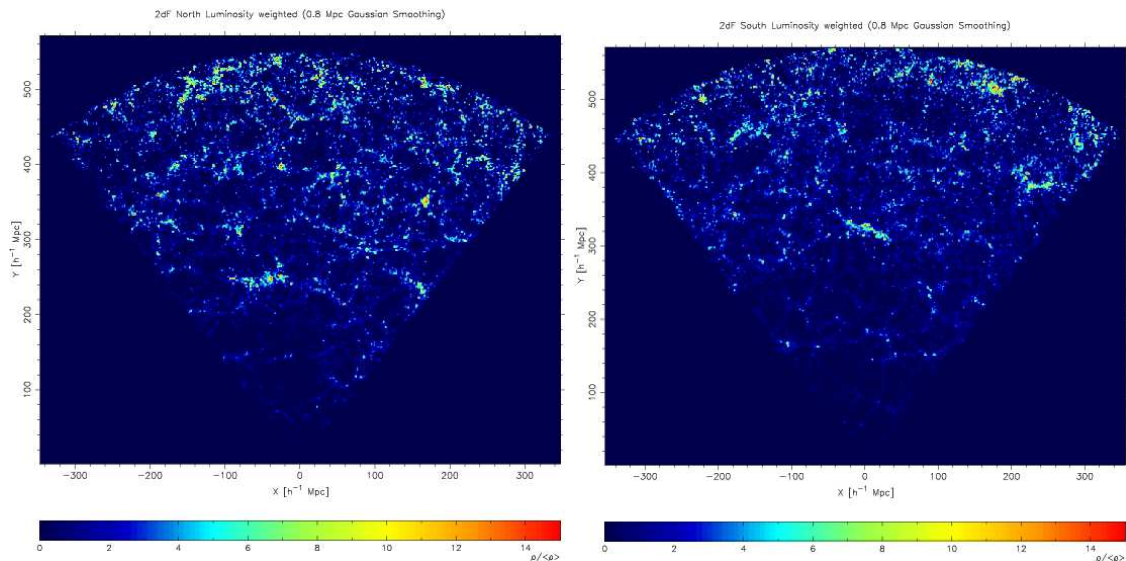 2dF North Luminosity weighted (0.8 Mpc Gaussian Smoothing)
Y [h⁻¹ Mpc]
500
400
300
200
100
−300 −200 −100 0 100 200 300
X [h⁻¹ Mpc]
0 2 4 6 8 10 12 14
ρ/<ρ>
2dF South Luminosity weighted (0.8 Mpc Gaussian Smoothing)
Y [h⁻¹ Mpc]
500
400
300
200
100
−300 −200 −100 0 100 200 300
X [h⁻¹ Mpc]
0 2 4 6 8 10 12 14
ρ/<ρ>